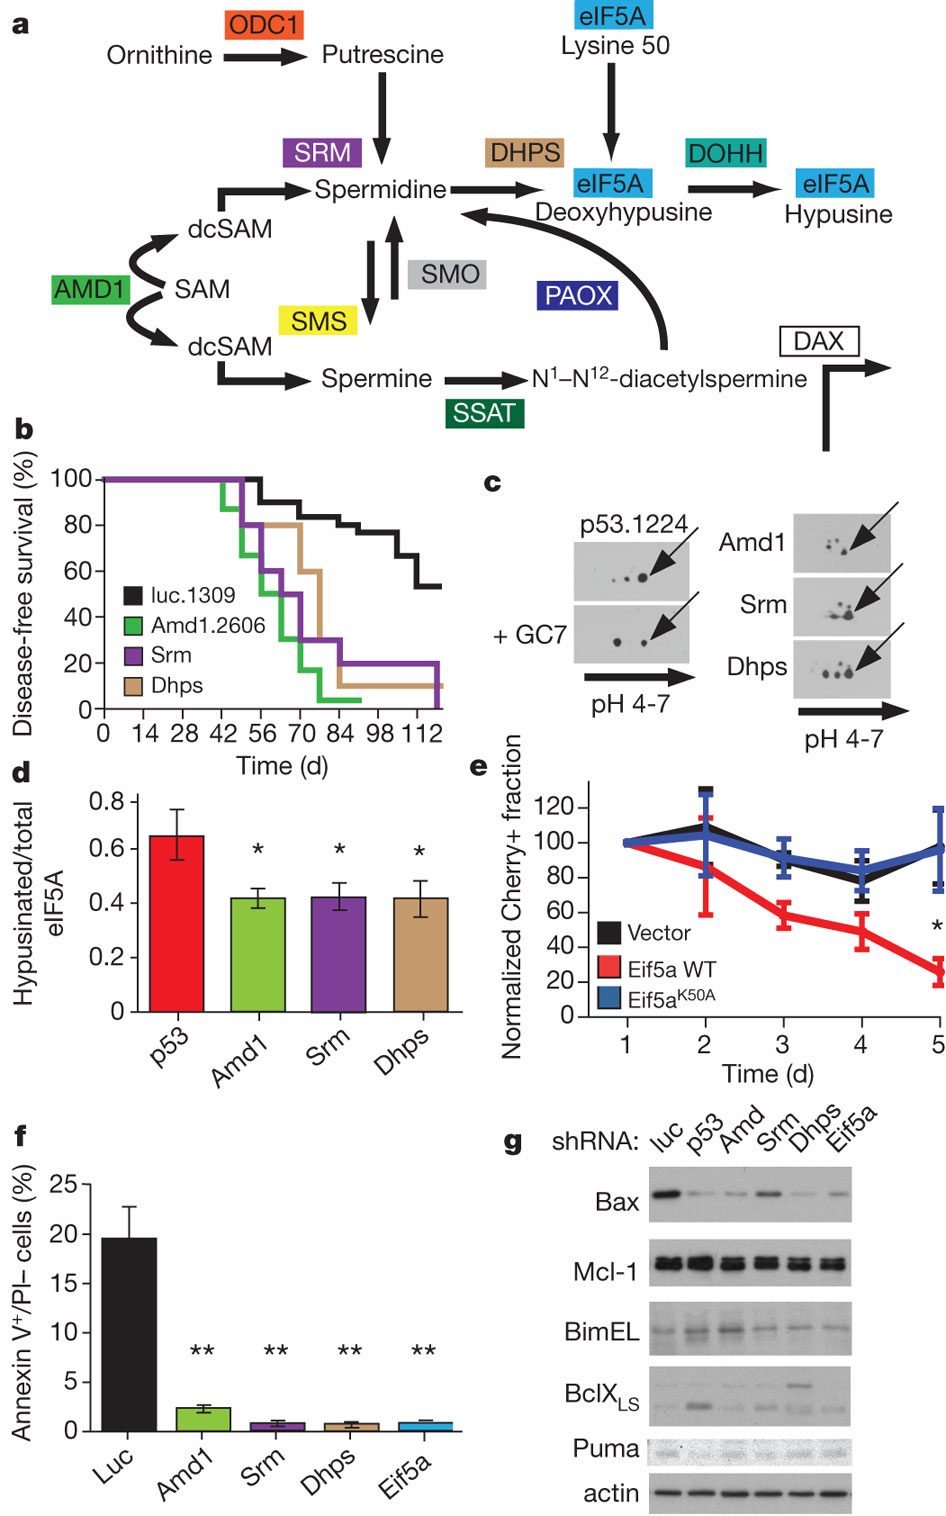 a
ODC1
eIF5A
Ornithine
Putrescine
Lysine 50
SRM
DHPS
DOHH
Spermidine
eIF5A
eIF5A
Deoxyhypusine
Hypusine
dcSAM
AMD1
SAM
SMO
PAOX
SMS
dcSAM
DAX
Spermine
N1–N12-diacetylspermine
SSAT
b
Disease-free survival (%)
100
80
60
40
20
0
luc.1309
Amd1.2606
Srm
Dhps
0 14 28 42 56 70 84 98 112
Time (d)
c
p53.1224
+ GC7
pH 4-7
Amd1
Srm
Dhps
pH 4-7
d
Hypusinated/total
eIF5A
0.8
0.6
0.4
0.2
0
* * *
p53 Amd1 Srm Dhps
e
Normalized Cherry+ fraction
120
100
80
60
40
20
0
*
Vector
Eif5a WT
Eif5aK50A
1 2 3 4 5
Time (d)
f
Annexin V+/PI– cells (%)
25
20
15
10
5
0
** ** ** **
Luc Amd1 Srm Dhps Eif5a
g
shRNA: luc p53 Amd Srm Dhps Eif5a
Bax
Mcl-1
BimEL
BclXLS
Puma
actin